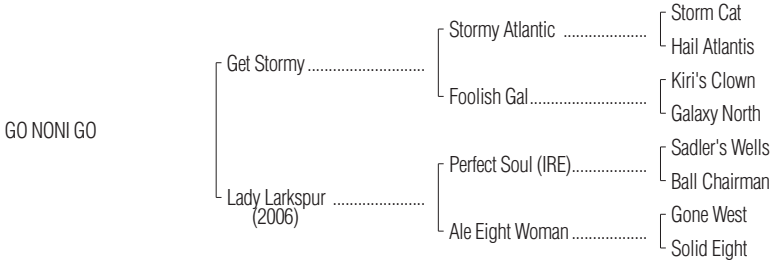 Storm Cat
Stormy Atlantic ....................
Hail Atlantis
Get Stormy ...........................
Kiri's Clown
Foolish Gal...........................
Galaxy North
GO NONI GO
Sadler's Wells
Perfect Soul (IRE)..................
Ball Chairman
Lady Larkspur .....................
(2006)
Gone West
Ale Eight Woman ..................
Solid Eight